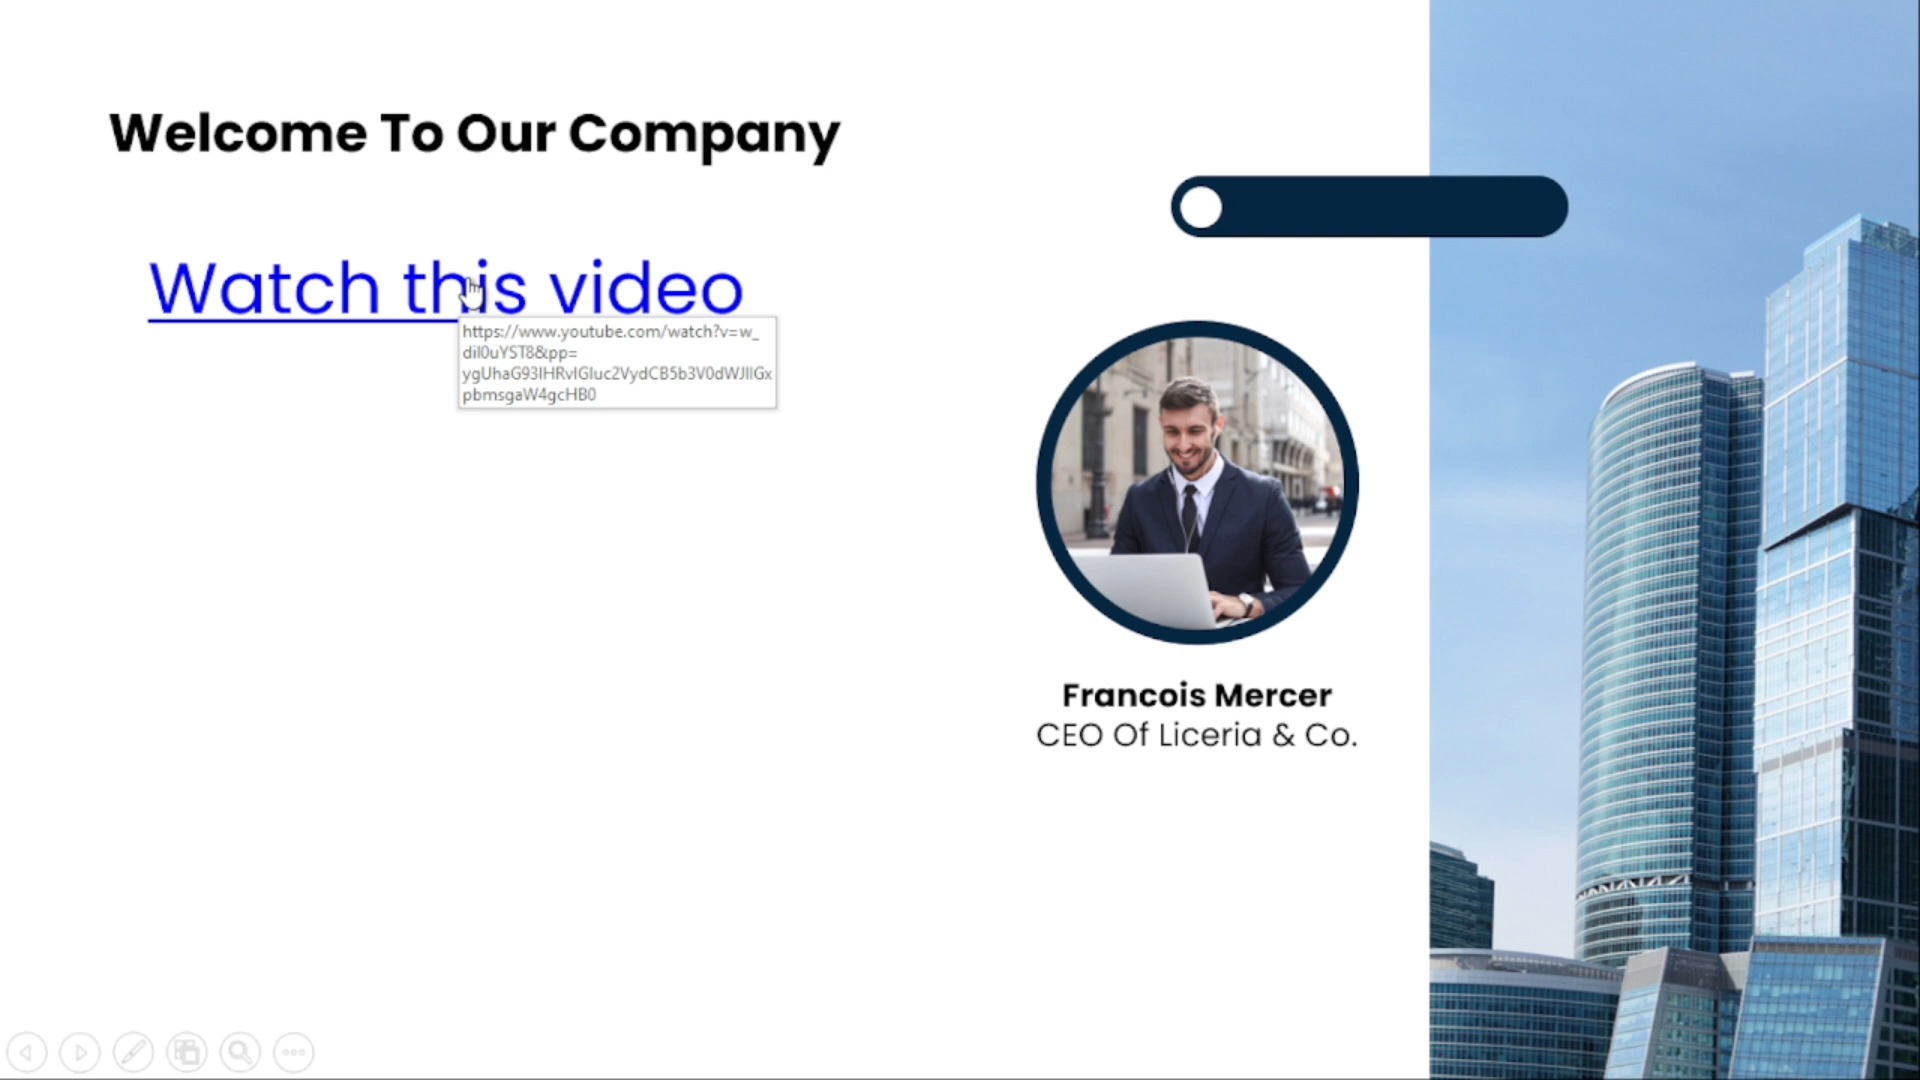 Welcome To Our Company
Watch this video
https://www.youtube.com/watch?v=w_
dil0uYST8&pp=
ygUhaG93IHRvIGluc2VydCB5b3V0dWJlIGx
pbmsgaW4gcHB0
Francois Mercer
CEO Of Liceria & Co.